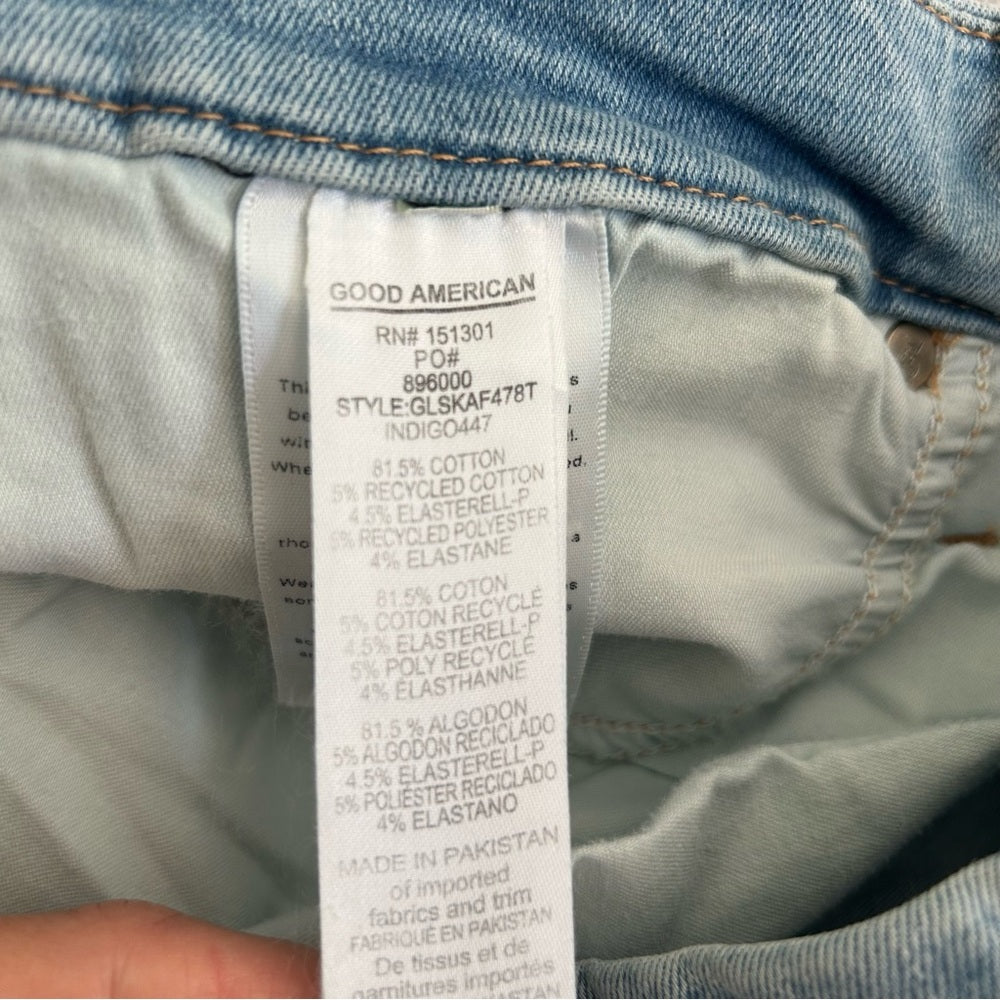 GOOD AMERICAN
RN# 151301
PO#
896000
STYLE:GLSKAF478T
INDIGO447
81.5% COTTON
5% RECYCLED COTTON
4.5% ELASTERELL-P
5% RECYCLED POLYESTER
4% ELASTANE
81.5% COTON
5% COTON RECYCLÉ
4.5% ELASTERELL-P
5% POLY RECYCLÉ
4% ÉLASTHANNE
81.5 % ALGODON
5% ALGODON RECICLADO
4.5% ELASTERELL-P
5% POLIÉSTER RECICLADO
4% ELASTANO
MADE IN PAKISTAN
of imported
fabrics and trim
FABRIQUÉ EN PAKISTAN
De tissus et de
garnitures importés